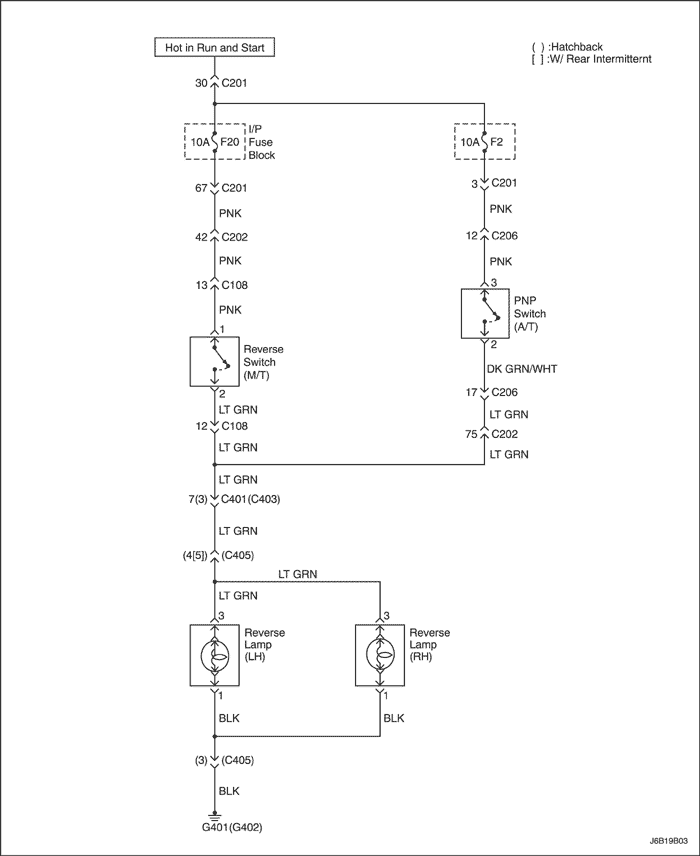 Hot in Run and Start
( ) :Hatchback
[ ] :W/ Rear Intermitternt
30 C201
10A F20
I/P
Fuse
Block
10A F2
67 C201
3 C201
PNK
PNK
42 C202
12 C206
PNK
PNK
13 C108
3
PNK
PNP
Switch
(A/T)
1
2
Reverse
Switch
(M/T)
DK GRN/WHT
2
17 C206
LT GRN
LT GRN
12 C108
75 C202
LT GRN
LT GRN
LT GRN
7(3) C401(C403)
LT GRN
(4[5]) (C405)
LT GRN
LT GRN
3
3
Reverse
Lamp
(LH)
Reverse
Lamp
(RH)
1
1
BLK
BLK
(3) (C405)
BLK
G401(G402)
J6B19B03